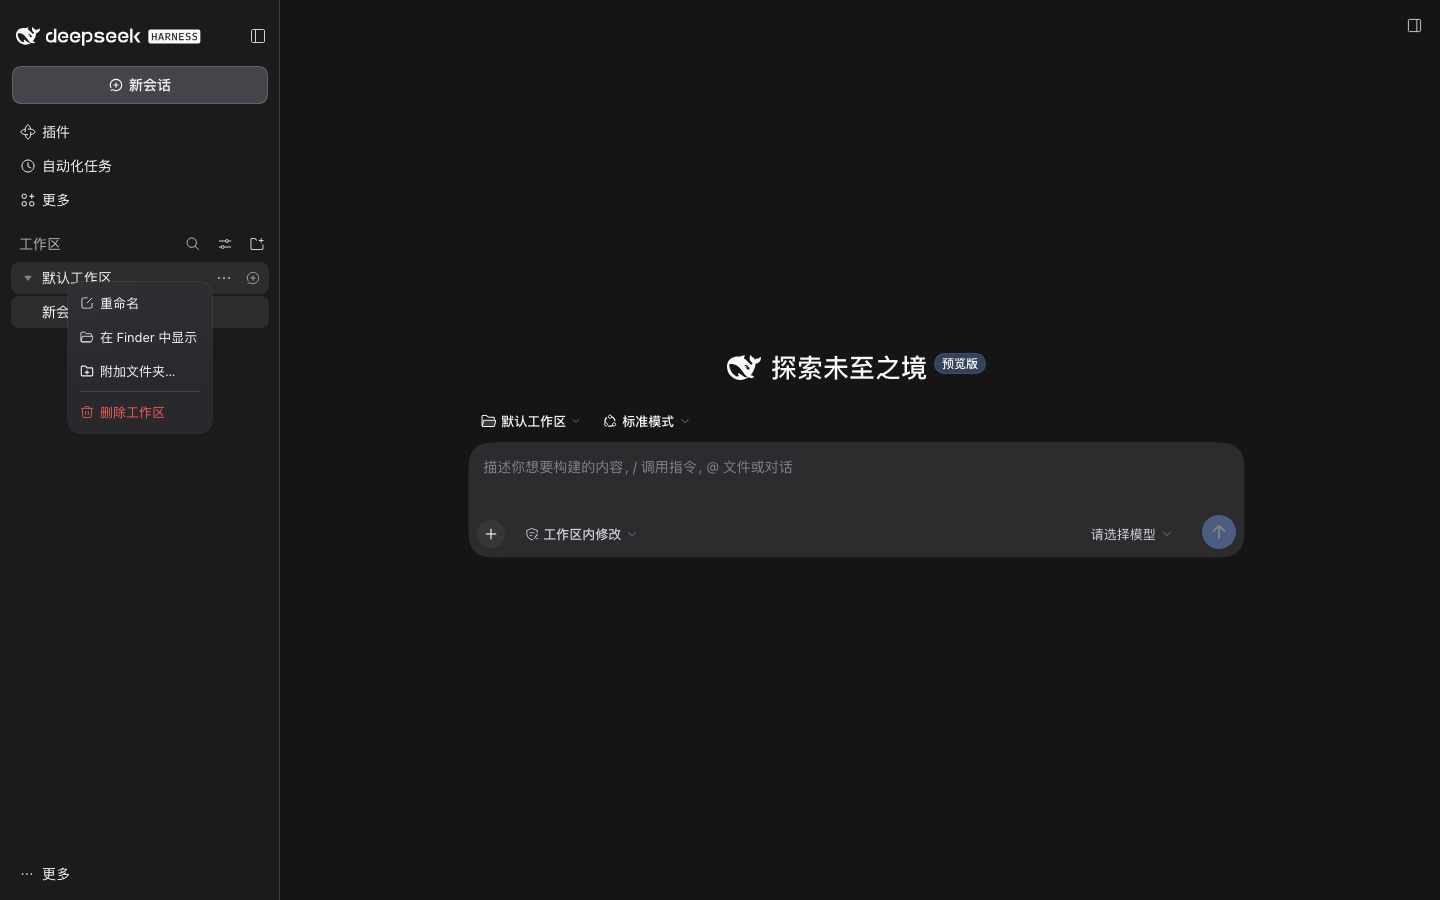 deepseek HARNESS
新会话
插件
自动化任务
更多
工作区
默认工作区
新会
重命名
在 Finder 中显示
附加文件夹...
删除工作区
更多
探索未至之境 预览版
默认工作区 标准模式
描述你想要构建的内容, / 调用指令, @ 文件或对话
工作区内修改 请选择模型